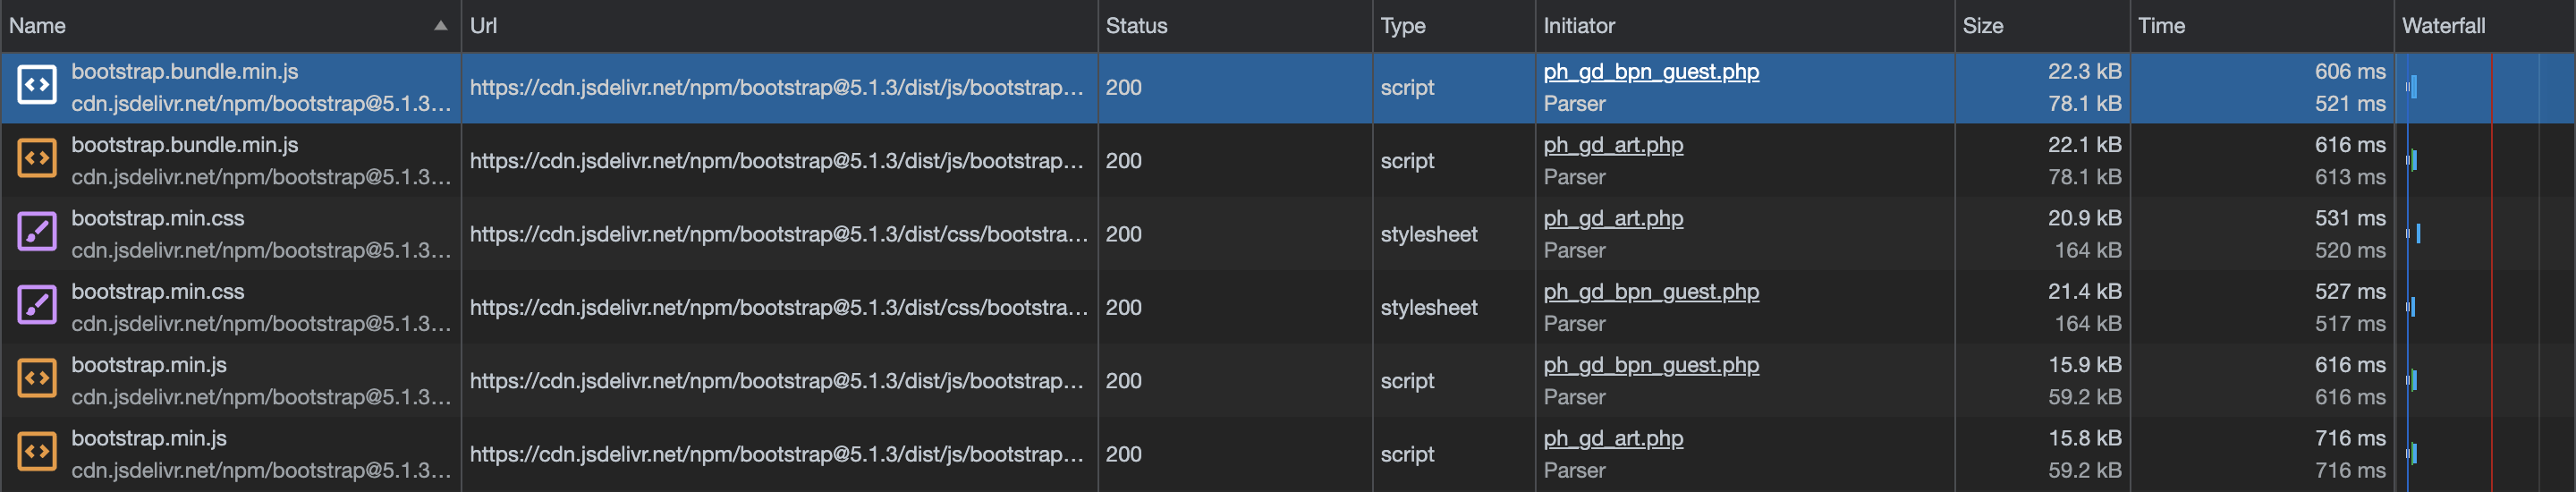 Name Url Status Type Initiator Size Time Waterfall
bootstrap.bundle.min.js ph_gd_bpn_guest.php 22.3 kB 606 ms
https://cdn.jsdelivr.net/npm/bootstrap@5.1.3/dist/js/bootstrap... 200 script
cdn.jsdelivr.net/npm/bootstrap@5.1.3... Parser 78.1 kB 521 ms
bootstrap.bundle.min.js ph_gd_art.php 22.1 kB 616 ms
https://cdn.jsdelivr.net/npm/bootstrap@5.1.3/dist/js/bootstrap... 200 script
cdn.jsdelivr.net/npm/bootstrap@5.1.3... Parser 78.1 kB 613 ms
bootstrap.min.css ph_gd_art.php 20.9 kB 531 ms
https://cdn.jsdelivr.net/npm/bootstrap@5.1.3/dist/css/bootstra... 200 stylesheet
cdn.jsdelivr.net/npm/bootstrap@5.1.3... Parser 164 kB 520 ms
bootstrap.min.css ph_gd_bpn_guest.php 21.4 kB 527 ms
https://cdn.jsdelivr.net/npm/bootstrap@5.1.3/dist/css/bootstra... 200 stylesheet
cdn.jsdelivr.net/npm/bootstrap@5.1.3... Parser 164 kB 517 ms
bootstrap.min.js ph_gd_bpn_guest.php 15.9 kB 616 ms
https://cdn.jsdelivr.net/npm/bootstrap@5.1.3/dist/js/bootstrap... 200 script
cdn.jsdelivr.net/npm/bootstrap@5.1.3... Parser 59.2 kB 616 ms
bootstrap.min.js ph_gd_art.php 15.8 kB 716 ms
https://cdn.jsdelivr.net/npm/bootstrap@5.1.3/dist/js/bootstrap... 200 script
cdn.jsdelivr.net/npm/bootstrap@5.1.3... Parser 59.2 kB 716 ms